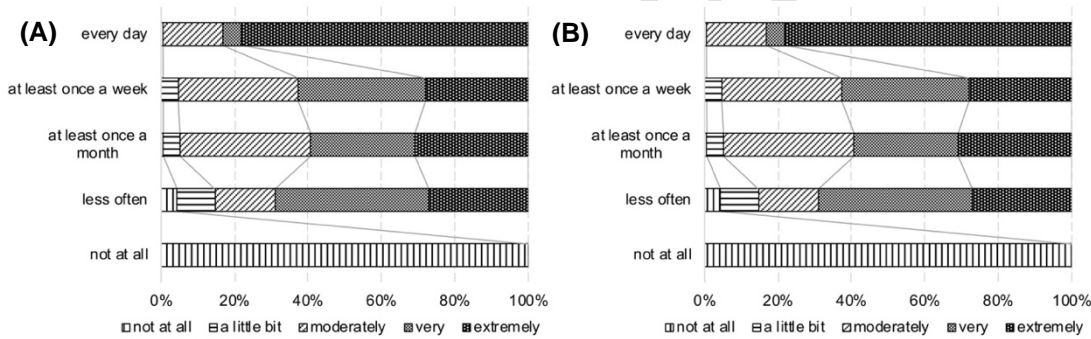 (A)
every day
at least once a week
at least once a
month
less often
not at all
0% 20% 40% 60% 80% 100%
not at all a little bit moderately very extremely
(B)
every day
at least once a week
at least once a
month
less often
not at all
0% 20% 40% 60% 80% 100%
not at all a little bit moderately very extremely